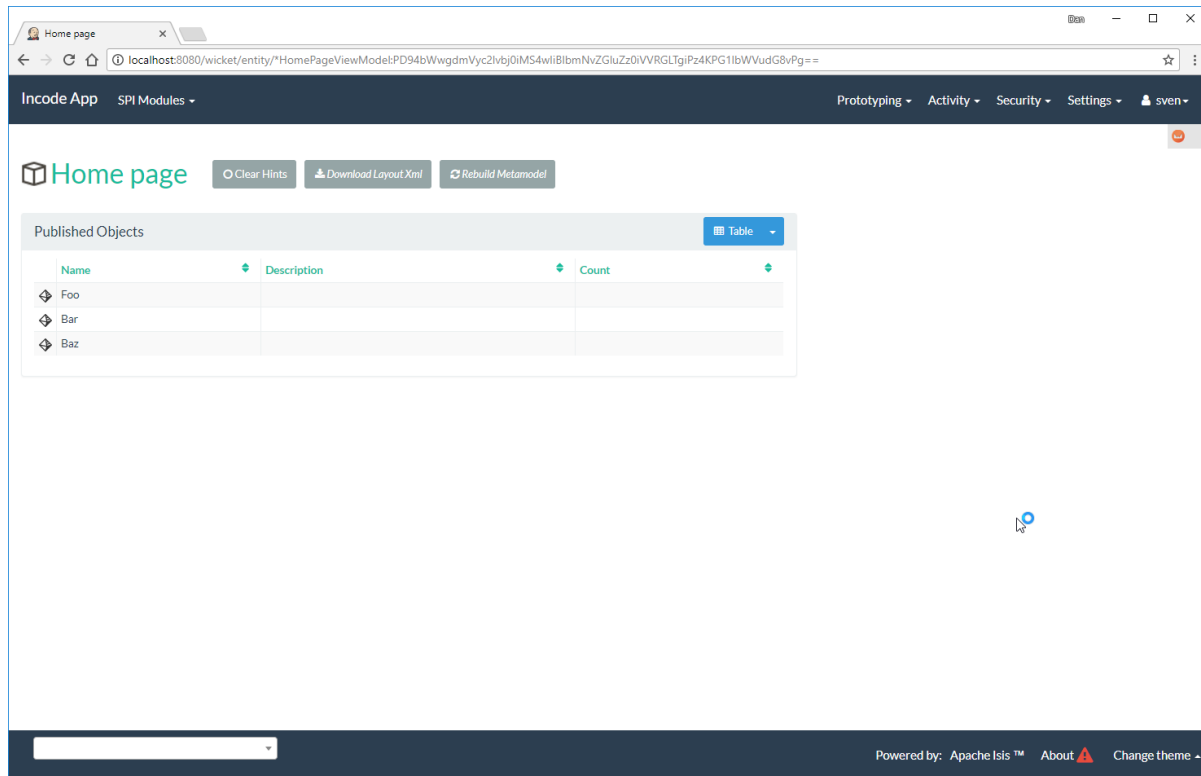 Dan
Home page
localhost:8080/wicket/entity/*HomePageViewModel:PD94bWwgdmVyc2lvbj0iMS4wIiBlbmNvZGluZz0iVVRGLTgiPz4KPG1lbWVudG8vPg==
Incode App SPI Modules Prototyping Activity Security Settings sven
Home page Clear Hints Download Layout Xml Rebuild Metamodel
Published Objects Table
Name Description Count
Foo
Bar
Baz
Powered by: Apache Isis ™ About Change theme